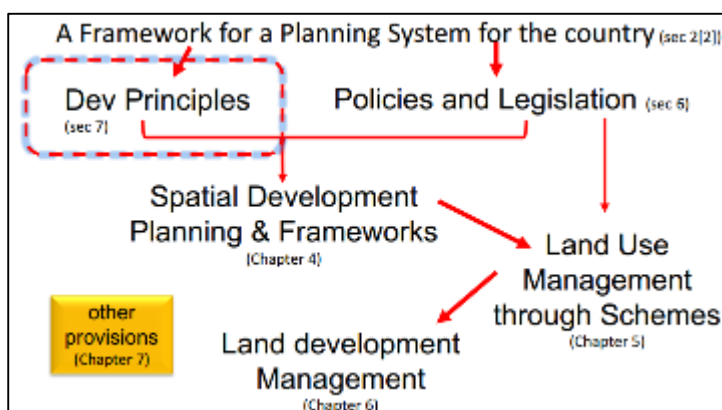 A Framework for a Planning System for the country (sec 2[2])
Dev Principles
(sec 7)
Policies and Legislation (sec 6)
Spatial Development
Planning & Frameworks
(Chapter 4)
Land Use
Management
through Schemes
(Chapter 5)
other
provisions
(Chapter 7)
Land development
Management
(Chapter 6)